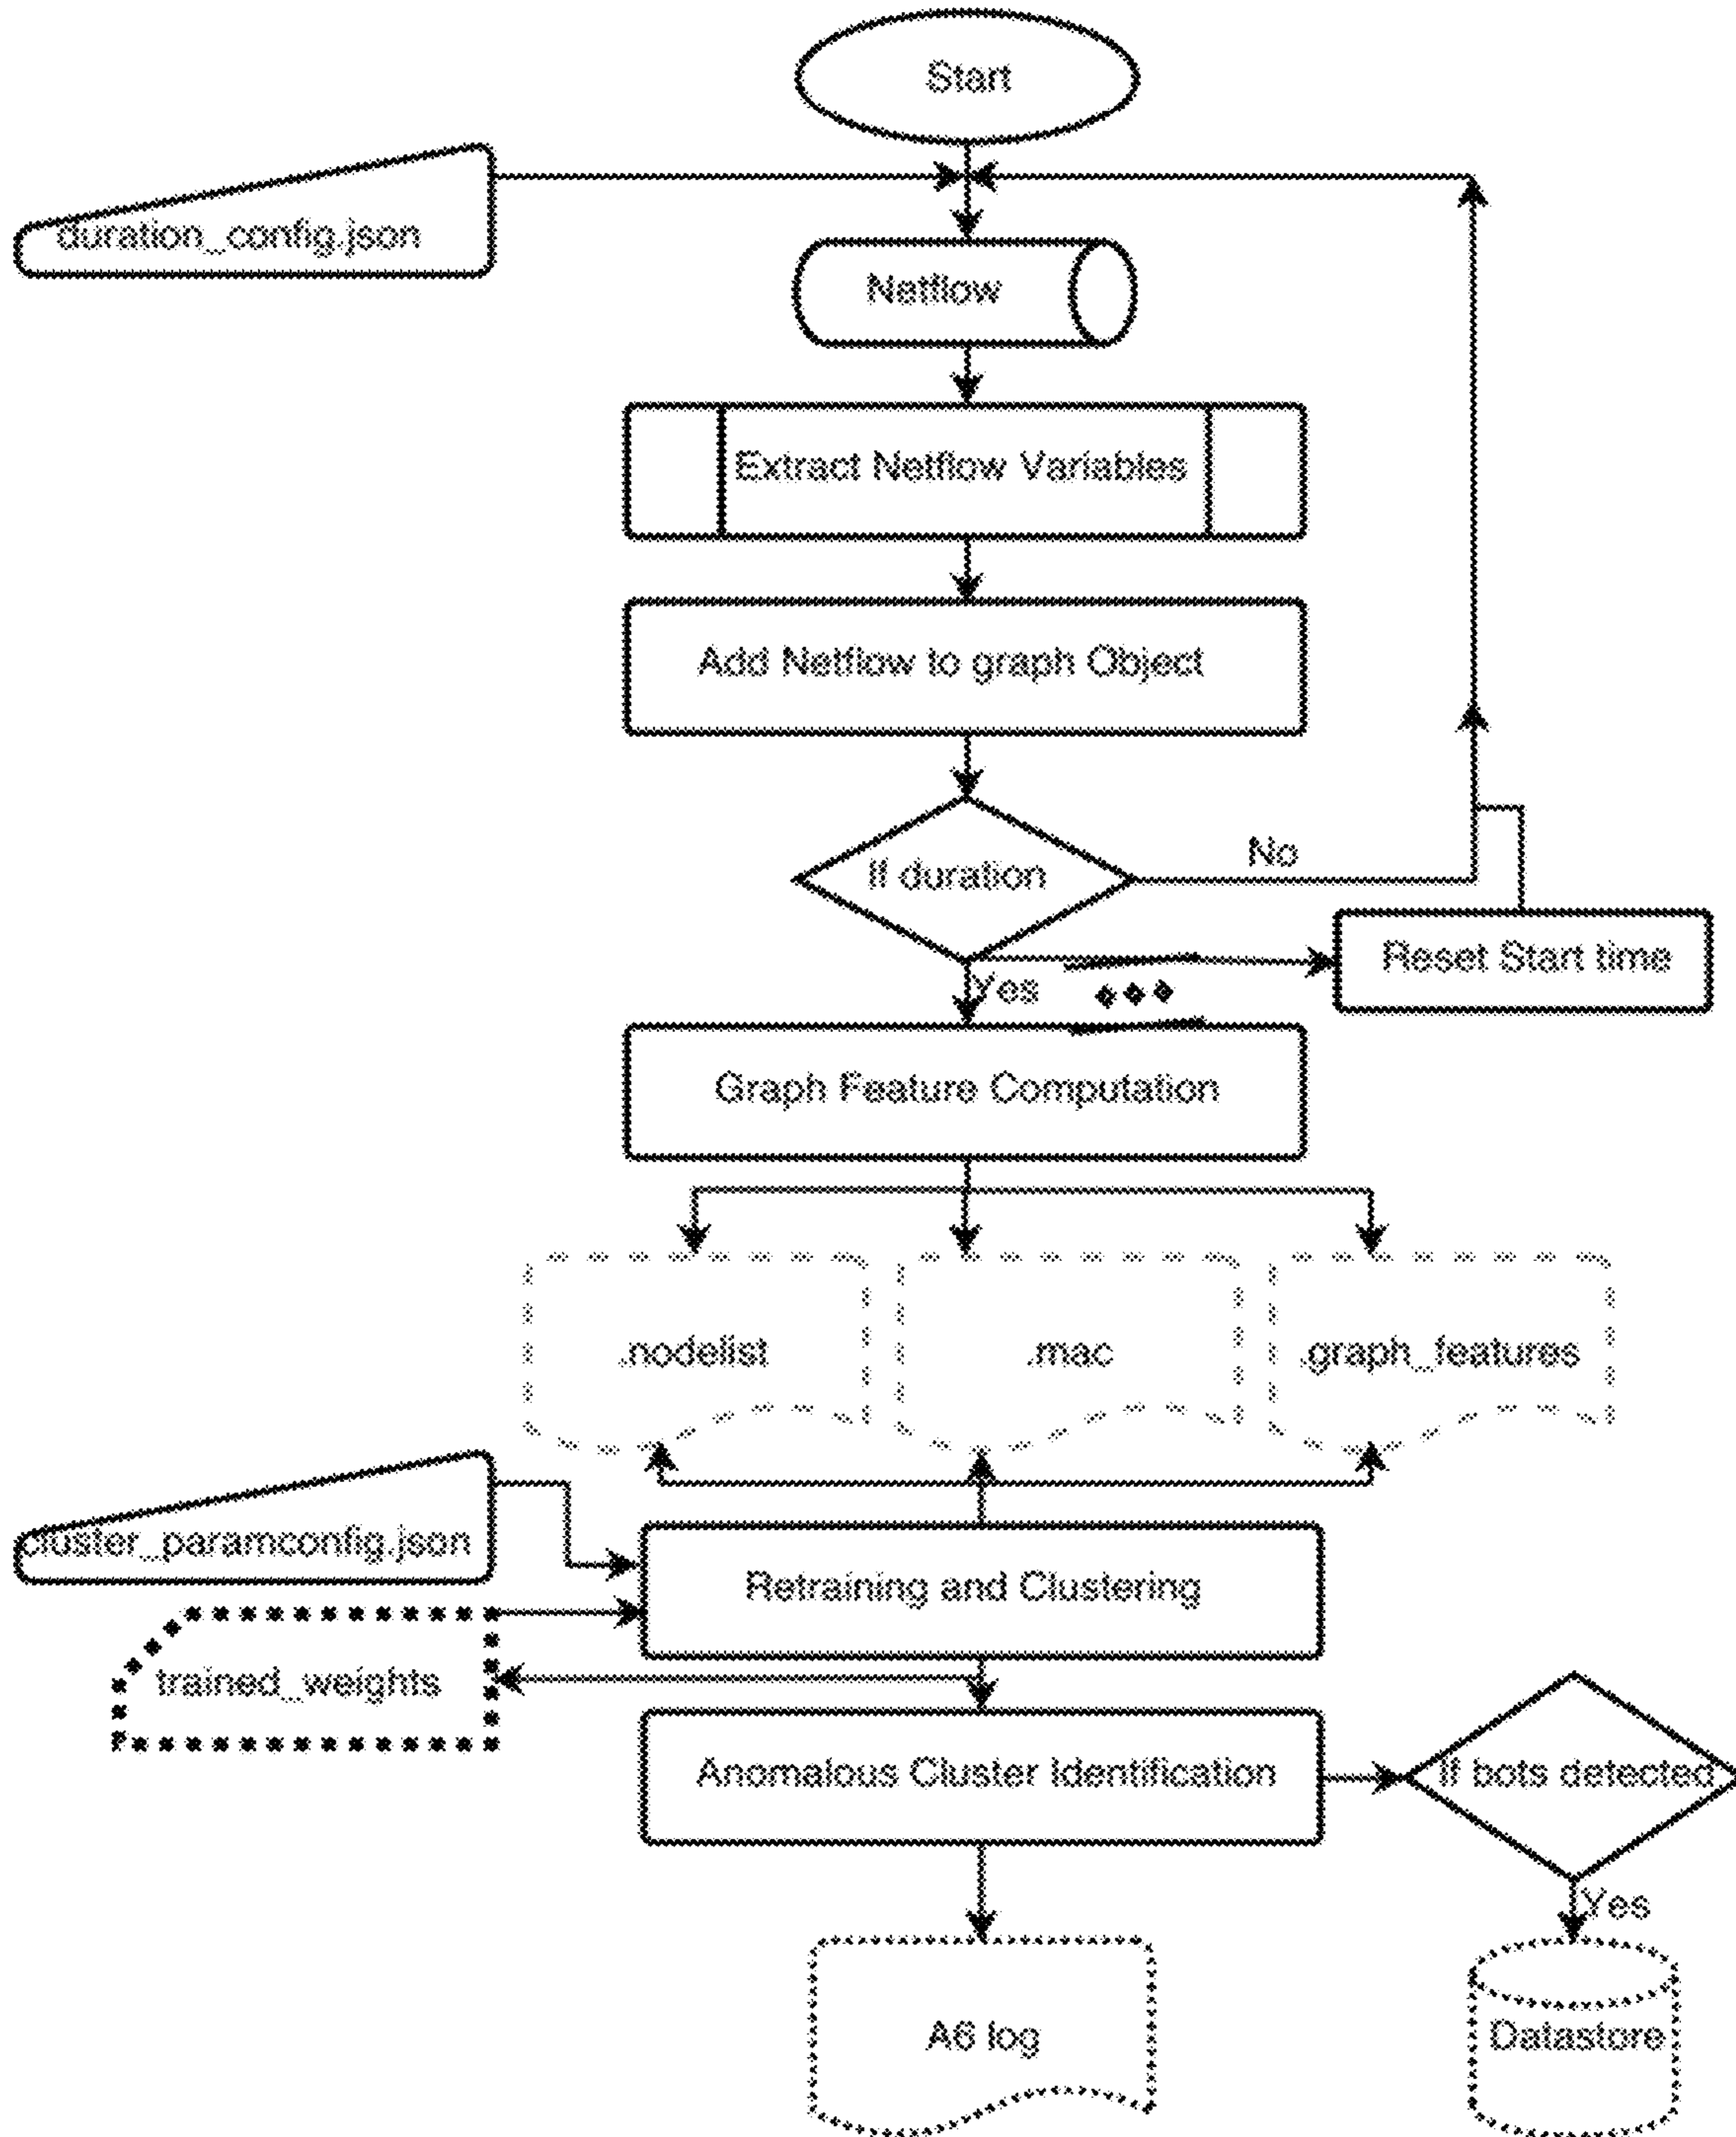 Start
duration_config.json
Netflow
Extract Netflow Variables
Add Netflow to graph Object
If duration
No
Reset Start time
Yes
Graph Feature Computation
.nodelist
.mac
.graph_features
cluster_paramconfig.json
Retraining and Clustering
trained_weights
Anomalous Cluster Identification
If bots detected
Yes
A6 log
Datastore